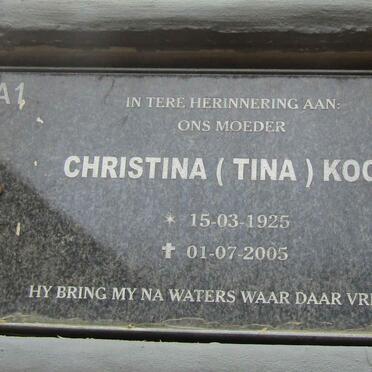 A1
IN TERE HERINNERING AAN:
ONS MOEDER
CHRISTINA ( TINA )
* 15-03-1925
✝ 01-07-2005
HY BRING MY NA WATERS WAAR DAAR